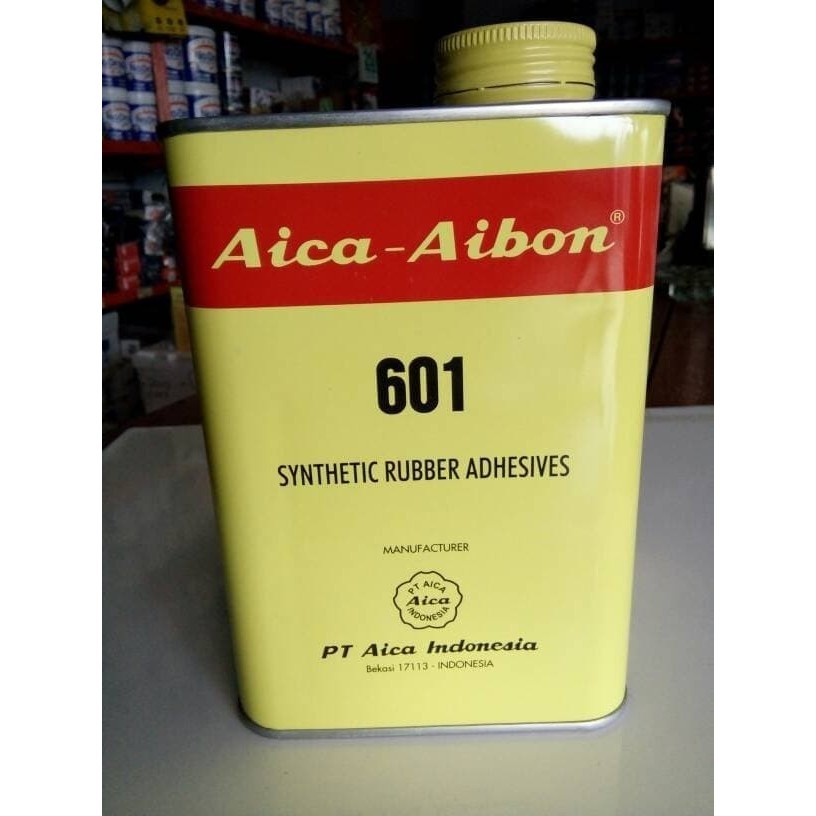 Aica-Aibon®
601
SYNTHETIC RUBBER ADHESIVES
MANUFACTURER
PT AICA
Aica
INDONESIA
PT Aica Indonesia
Bekasi 17113 - INDONESIA